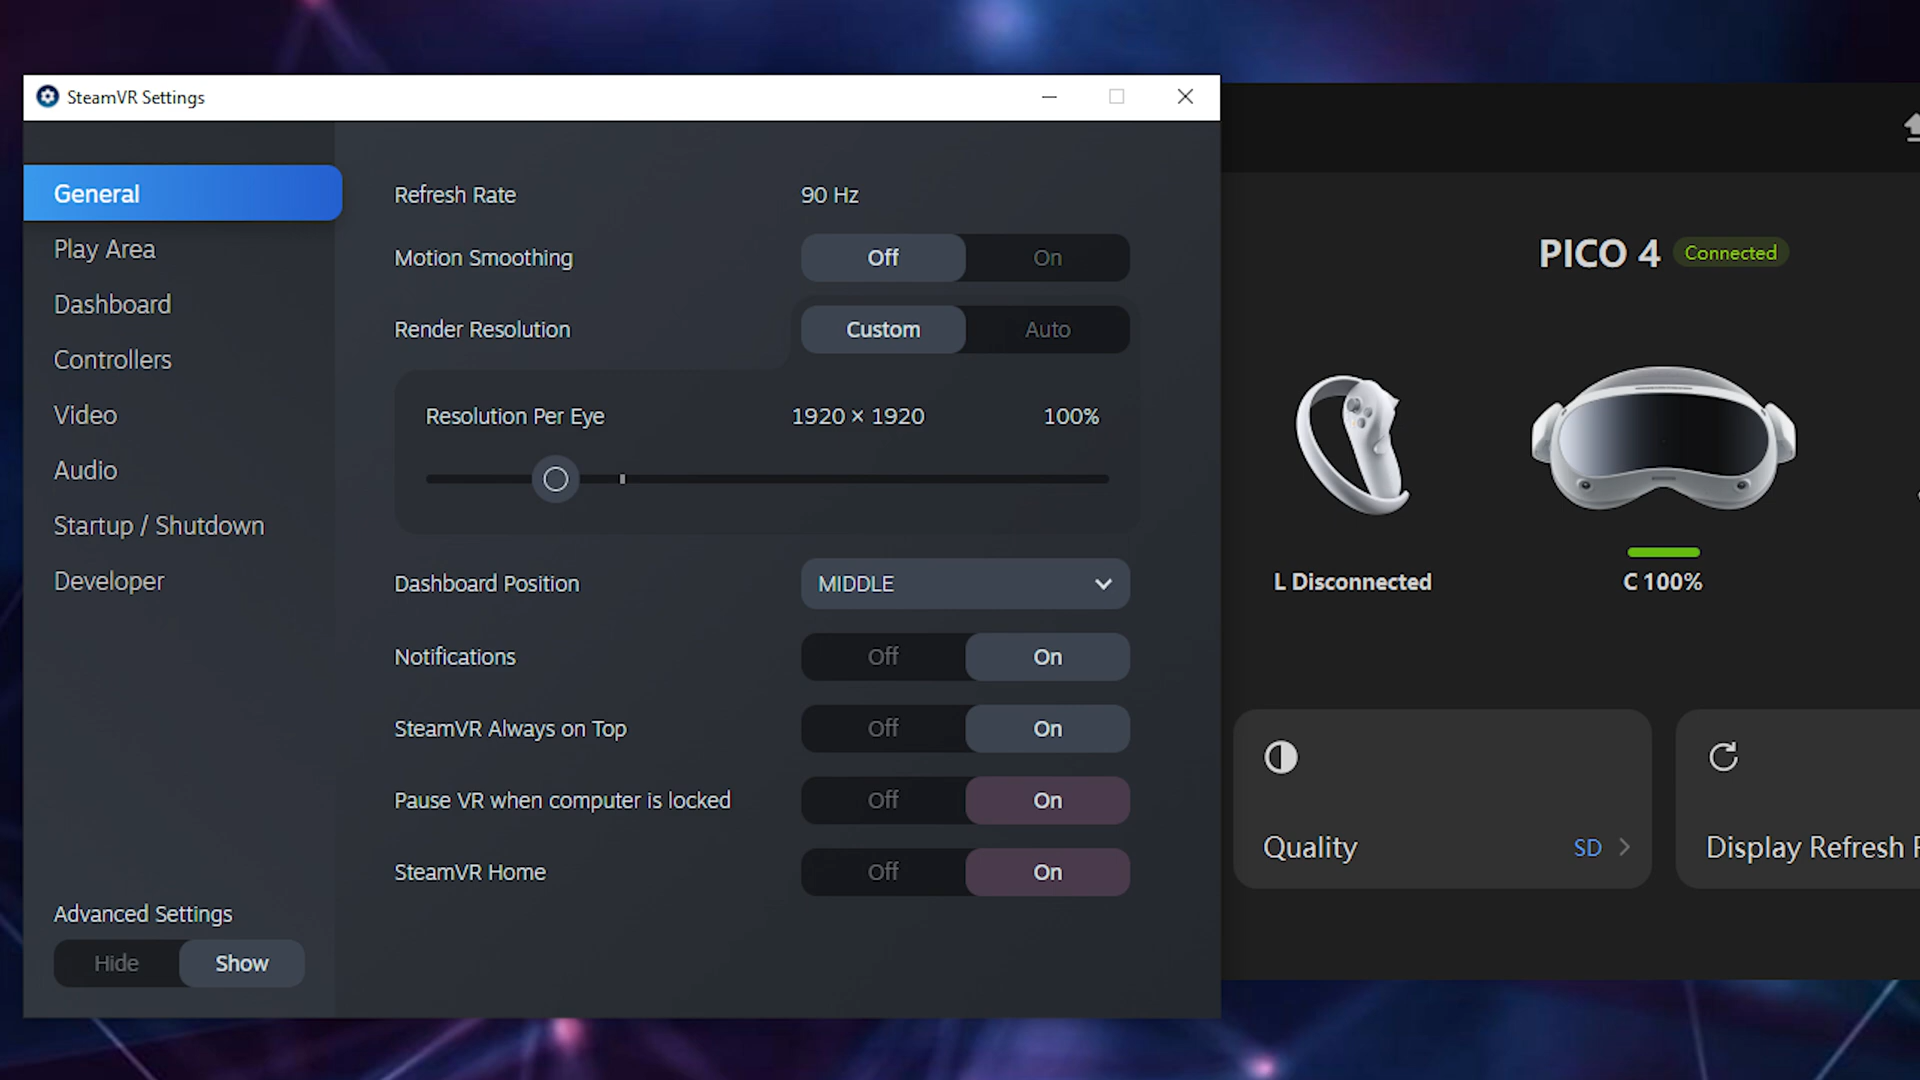 SteamVR Settings
General
Play Area
Dashboard
Controllers
Video
Audio
Startup / Shutdown
Developer
Advanced Settings
Hide Show
Refresh Rate 90 Hz
Motion Smoothing Off On
Render Resolution Custom Auto
Resolution Per Eye 1920 × 1920 100%
Dashboard Position MIDDLE
Notifications Off On
SteamVR Always on Top Off On
Pause VR when computer is locked Off On
SteamVR Home Off On
PICO 4 Connected
L Disconnected C 100%
Quality SD
Display Refresh